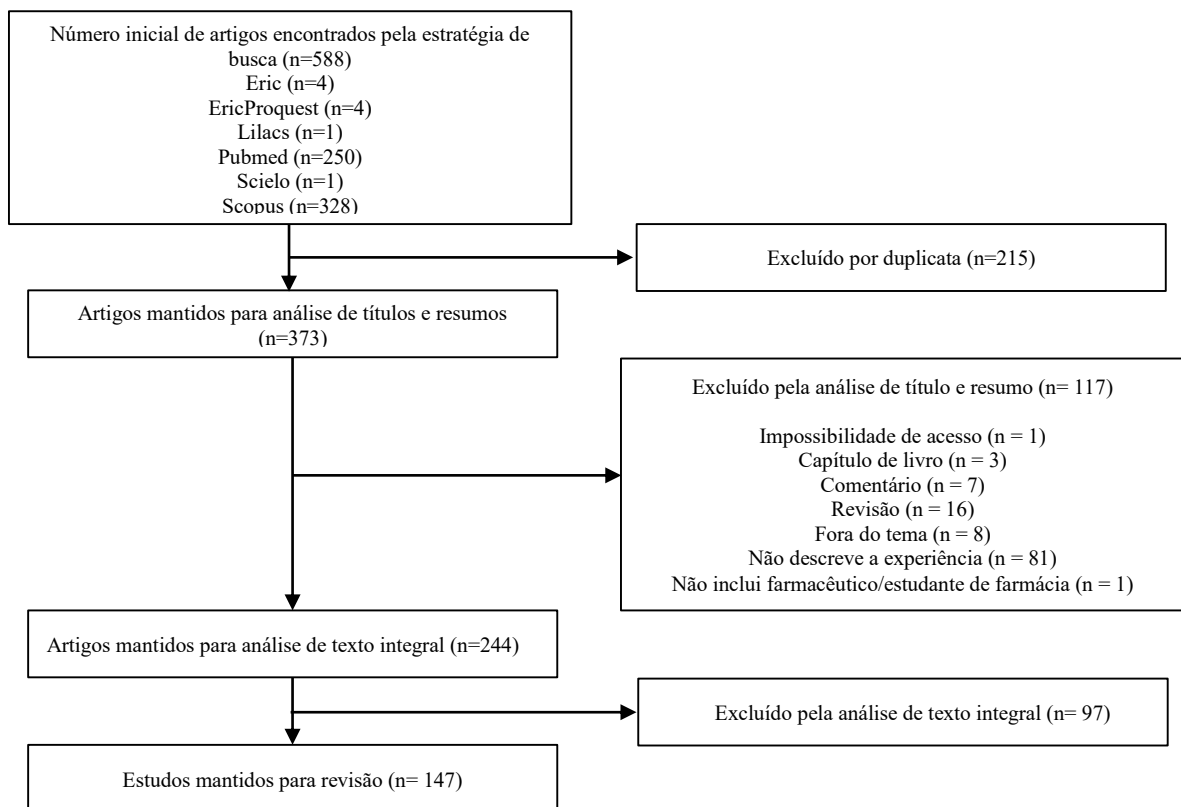 Número inicial de artigos encontrados pela estratégia de
busca (n=588)
Eric (n=4)
EricProquest (n=4)
Lilacs (n=1)
Pubmed (n=250)
Scielo (n=1)
Scopus (n=328)
Excluído por duplicata (n=215)
Artigos mantidos para análise de títulos e resumos
(n=373)
Excluído pela análise de título e resumo (n= 117)
Impossibilidade de acesso (n = 1)
Capítulo de livro (n = 3)
Comentário (n = 7)
Revisão (n = 16)
Fora do tema (n = 8)
Não descreve a experiência (n = 81)
Não inclui farmacêutico/estudante de farmácia (n = 1)
Artigos mantidos para análise de texto integral (n=244)
Excluído pela análise de texto integral (n= 97)
Estudos mantidos para revisão (n= 147)